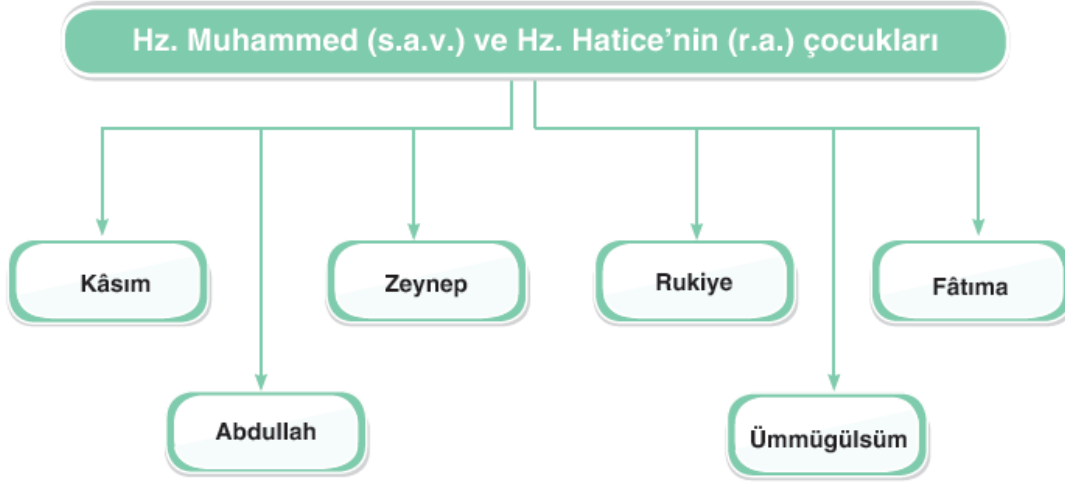 Hz. Muhammed (s.a.v.) ve Hz. Hatice’nin (r.a.) çocukları
Kâsım
Zeynep
Rukiye
Fâtıma
Abdullah
Ümmügülsüm